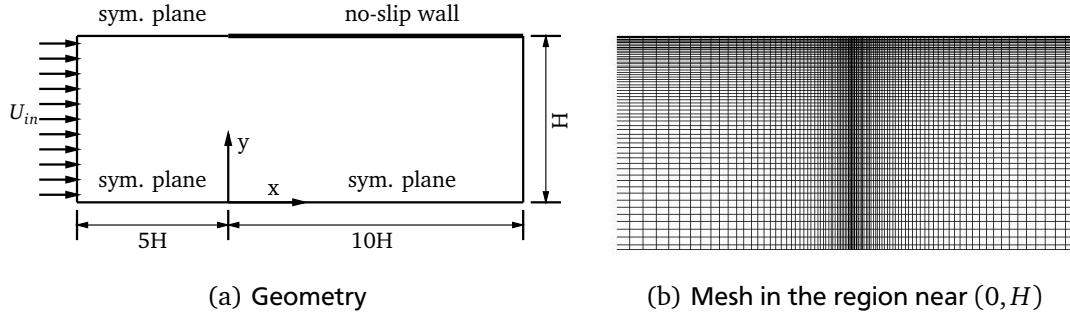 sym. plane
no-slip wall
U_in
H
y
sym. plane
x
sym. plane
5H
10H
(a) Geometry
(b) Mesh in the region near (0, H)